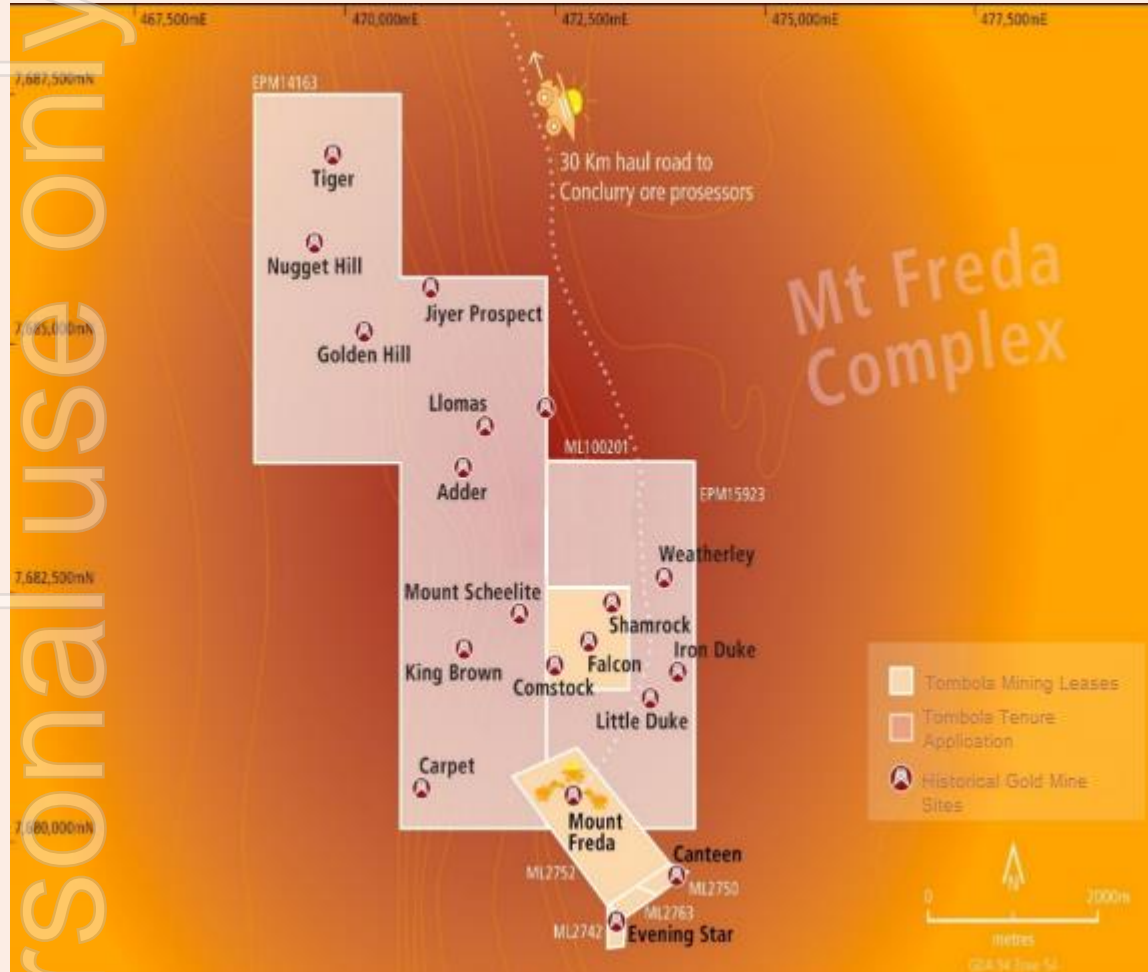 467,500mE
470,000mE
472,500mE
475,000mE
477,500mE
7,687,500mN
EPM14163
Tiger
30 Km haul road to
Conclurry ore prosessors
Nugget Hill
Mt Freda
Complex
Jiyer Prospect
7,685,000mN
Golden Hill
Llomas
ML100201
Adder
EPM15923
Weatherley
7,682,500mN
Mount Scheelite
Shamrock
Iron Duke
Falcon
King Brown
Comstock
Little Duke
Tombola Mining Leases
Tombola Tenure
Application
Historical Gold Mine
Sites
Carpet
7,680,000mN
Mount
Freda
Canteen
ML2752
ML2750
ML2763
ML2742
Evening Star
N
0
2000m
metres
rsonal use only